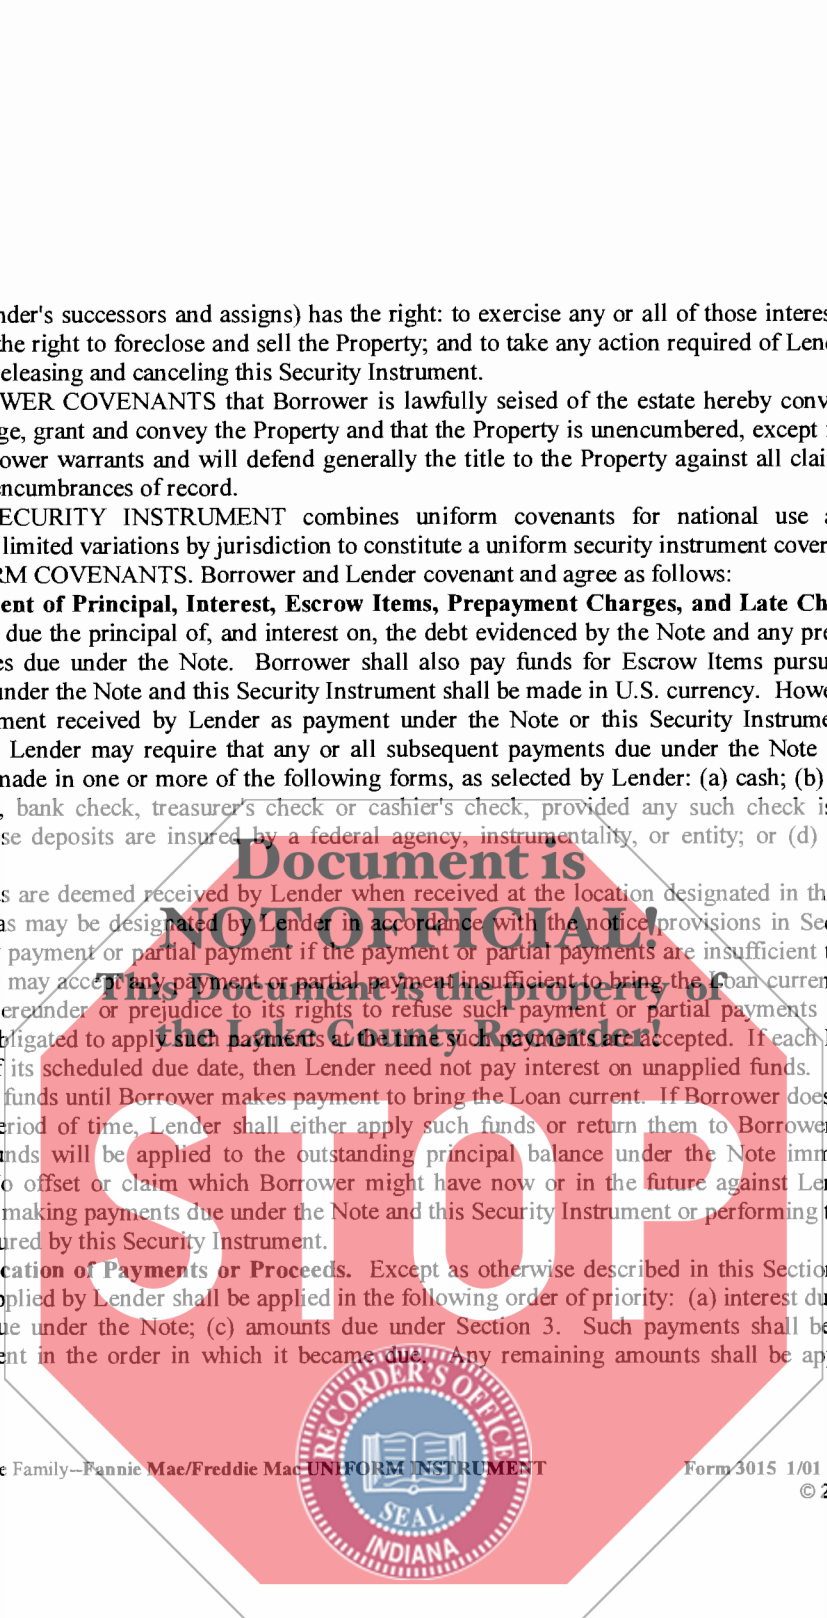 nder's successors and assigns) has the right: to exercise any or all of those interes
the right to foreclose and sell the Property; and to take any action required of Len
eleasing and canceling this Security Instrument.
WER COVENANTS that Borrower is lawfully seised of the estate hereby conv
ge, grant and convey the Property and that the Property is unencumbered, except
ower warrants and will defend generally the title to the Property against all clai
encumbrances of record.
ECURITY INSTRUMENT combines uniform covenants for national use a
limited variations by jurisdiction to constitute a uniform security instrument cover
RM COVENANTS. Borrower and Lender covenant and agree as follows:
ent of Principal, Interest, Escrow Items, Prepayment Charges, and Late Ch
due the principal of, and interest on, the debt evidenced by the Note and any pre
es due under the Note. Borrower shall also pay funds for Escrow Items pursu
under the Note and this Security Instrument shall be made in U.S. currency. Howe
ment received by Lender as payment under the Note or this Security Instrume
Lender may require that any or all subsequent payments due under the Note
made in one or more of the following forms, as selected by Lender: (a) cash; (b)
, bank check, treasurer's check or cashier's check, provided any such check is
se deposits are insured by a federal agency, instrumentality, or entity; or (d)
Document is
s are deemed received by Lender when received at the location designated in th
NOT OFFICIAL!
as may be designated by Lender in accordance with the notice provisions in Sec
payment or partial payment if the payment or partial payments are insufficient t
may accept any payment or partial payment insufficient to bring the Loan curren
This Document is the property of
ereunder or prejudice to its rights to refuse such payment or partial payments
the Lake County Recorder!
bligated to apply such payments at the time such payments are accepted. If each
f its scheduled due date, then Lender need not pay interest on unapplied funds.
funds until Borrower makes payment to bring the Loan current. If Borrower does
eriod of time, Lender shall either apply such funds or return them to Borrower
unds will be applied to the outstanding principal balance under the Note imm
o offset or claim which Borrower might have now or in the future against Len
making payments due under the Note and this Security Instrument or performing t
ured by this Security Instrument.
STOP
cation of Payments or Proceeds. Except as otherwise described in this Sectio
pplied by Lender shall be applied in the following order of priority: (a) interest du
ue under the Note; (c) amounts due under Section 3. Such payments shall be
ent in the order in which it became due. Any remaining amounts shall be ap
RECORDER'S OFFICE
SEAL
INDIANA
e Family--Fannie Mae/Freddie Mac UNIFORM INSTRUMENT Form 3015 1/01
© 2